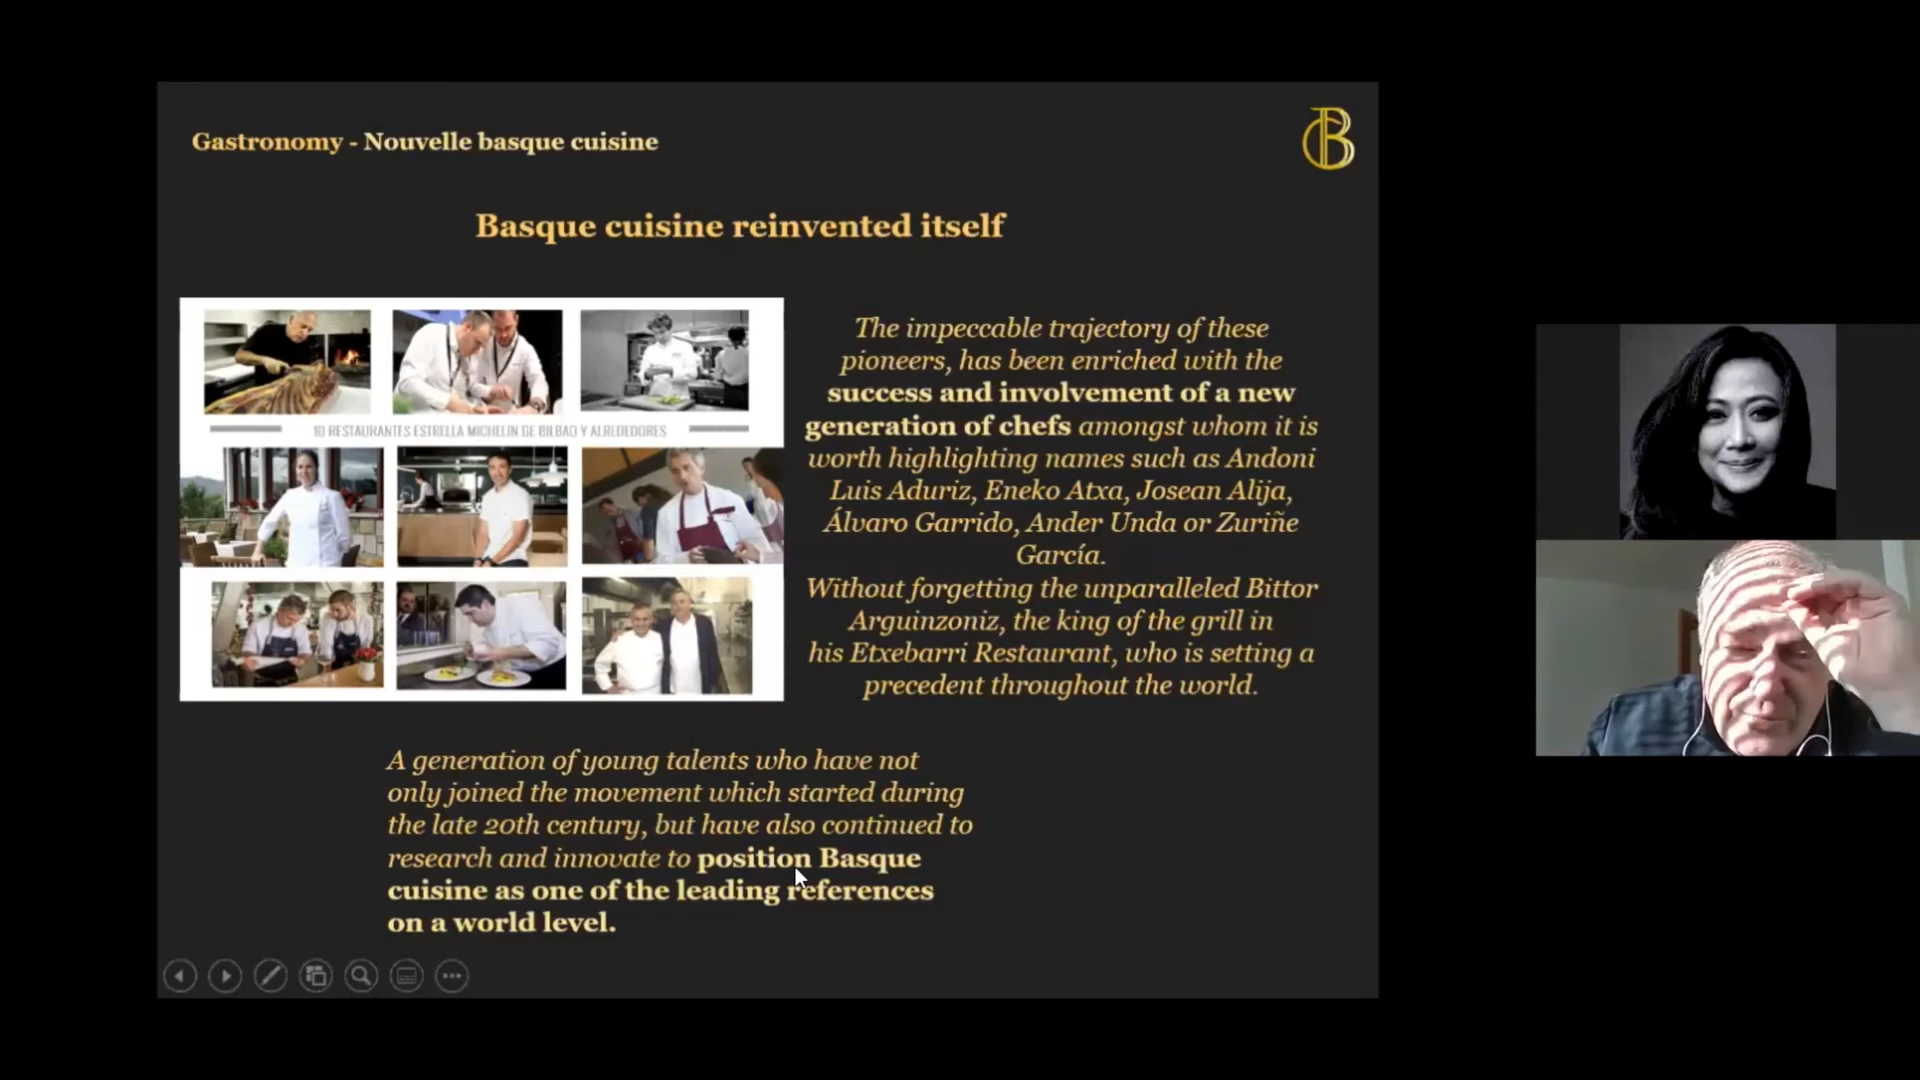 Gastronomy - Nouvelle basque cuisine
Basque cuisine reinvented itself
10 RESTAURANTES ESTRELLA MICHELIN DE BILBAO Y ALREDEDORES
The impeccable trajectory of these
pioneers, has been enriched with the
success and involvement of a new
generation of chefs amongst whom it is
worth highlighting names such as Andoni
Luis Aduriz, Eneko Atxa, Josean Alija,
Álvaro Garrido, Ander Unda or Zuriñe
García.
Without forgetting the unparalleled Bittor
Arguinzoniz, the king of the grill in
his Etxebarri Restaurant, who is setting a
precedent throughout the world.
A generation of young talents who have not
only joined the movement which started during
the late 20th century, but have also continued to
research and innovate to position Basque
cuisine as one of the leading references
on a world level.